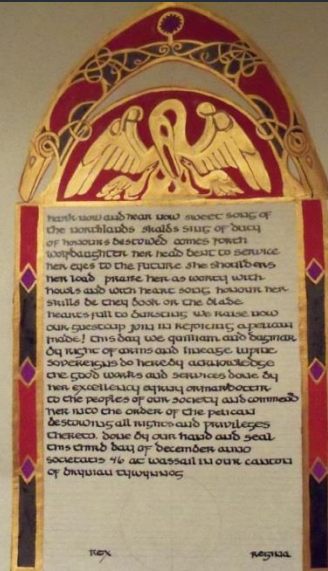 hark now and hear now sweet song of
the northlands skalds sing of duty
of honours bestowed comes forth
wolfdaughter her head bent to service
her eyes to the future she shoulders
her load praise her as worty with
howls and with heart song honour her
skills be they book or the blade
hearts full to bursting we raise now
our guestcup join in rejoicing a pelican
made! this day we quilliam and dagmar
by right of arms and lineage lupine
sovereigns do hereby acknowledge
the good works and services done by
her excellency eyrny ormarsdottir
to the peoples of our society and commend
her into the order of the pelican
bestowing all rights and privileges
thereto. done by our hand and seal
this third day of december anno
societatis 46 at wassail in our canton
of brynian tywynnog
rex regina